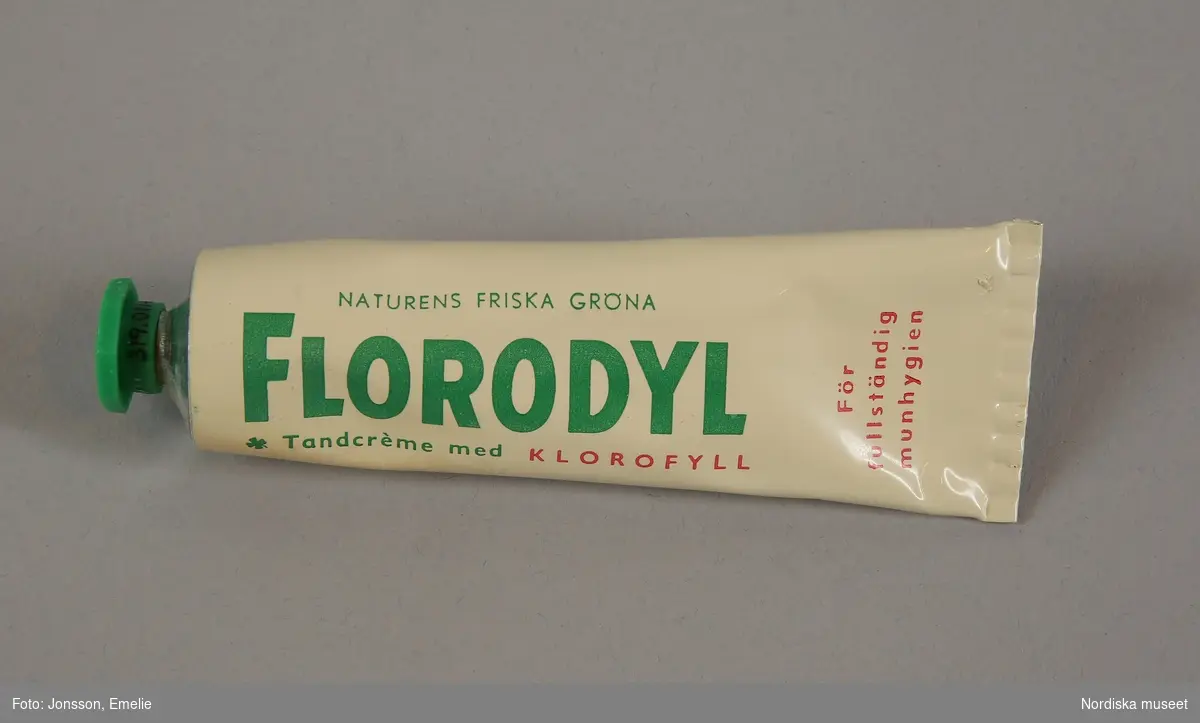 NATURENS FRISKA GRÖNA
FLORODYL
Tandcrème med KLOROFYLL
För
fullständig
munhygien
Foto: Jonsson, Emelie
Nordiska museet